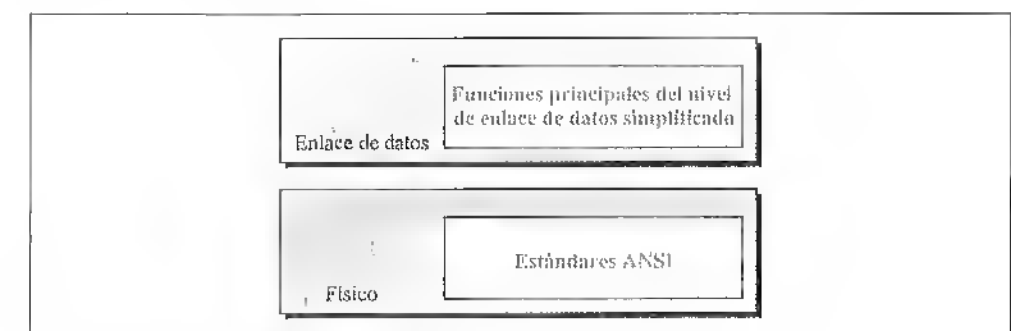 Funciones principales del nivel
de enlace de datos simplificada
Enlace de datos
Estándares ANSI
Físico